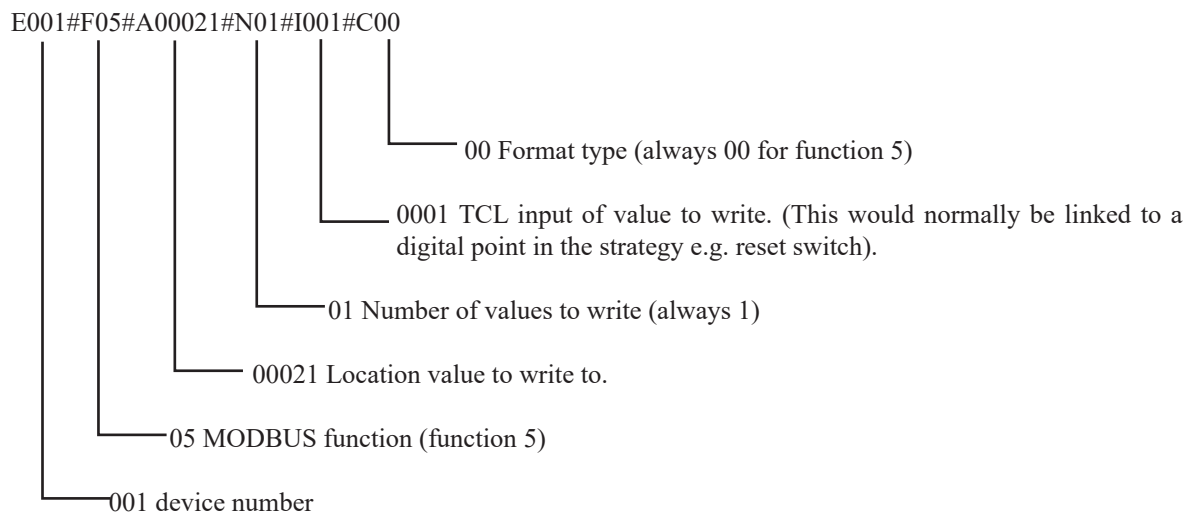 E001#F05#A00021#N01#I001#C00
00 Format type (always 00 for function 5)
0001 TCL input of value to write. (This would normally be linked to a
digital point in the strategy e.g. reset switch).
01 Number of values to write (always 1)
00021 Location value to write to.
05 MODBUS function (function 5)
001 device number